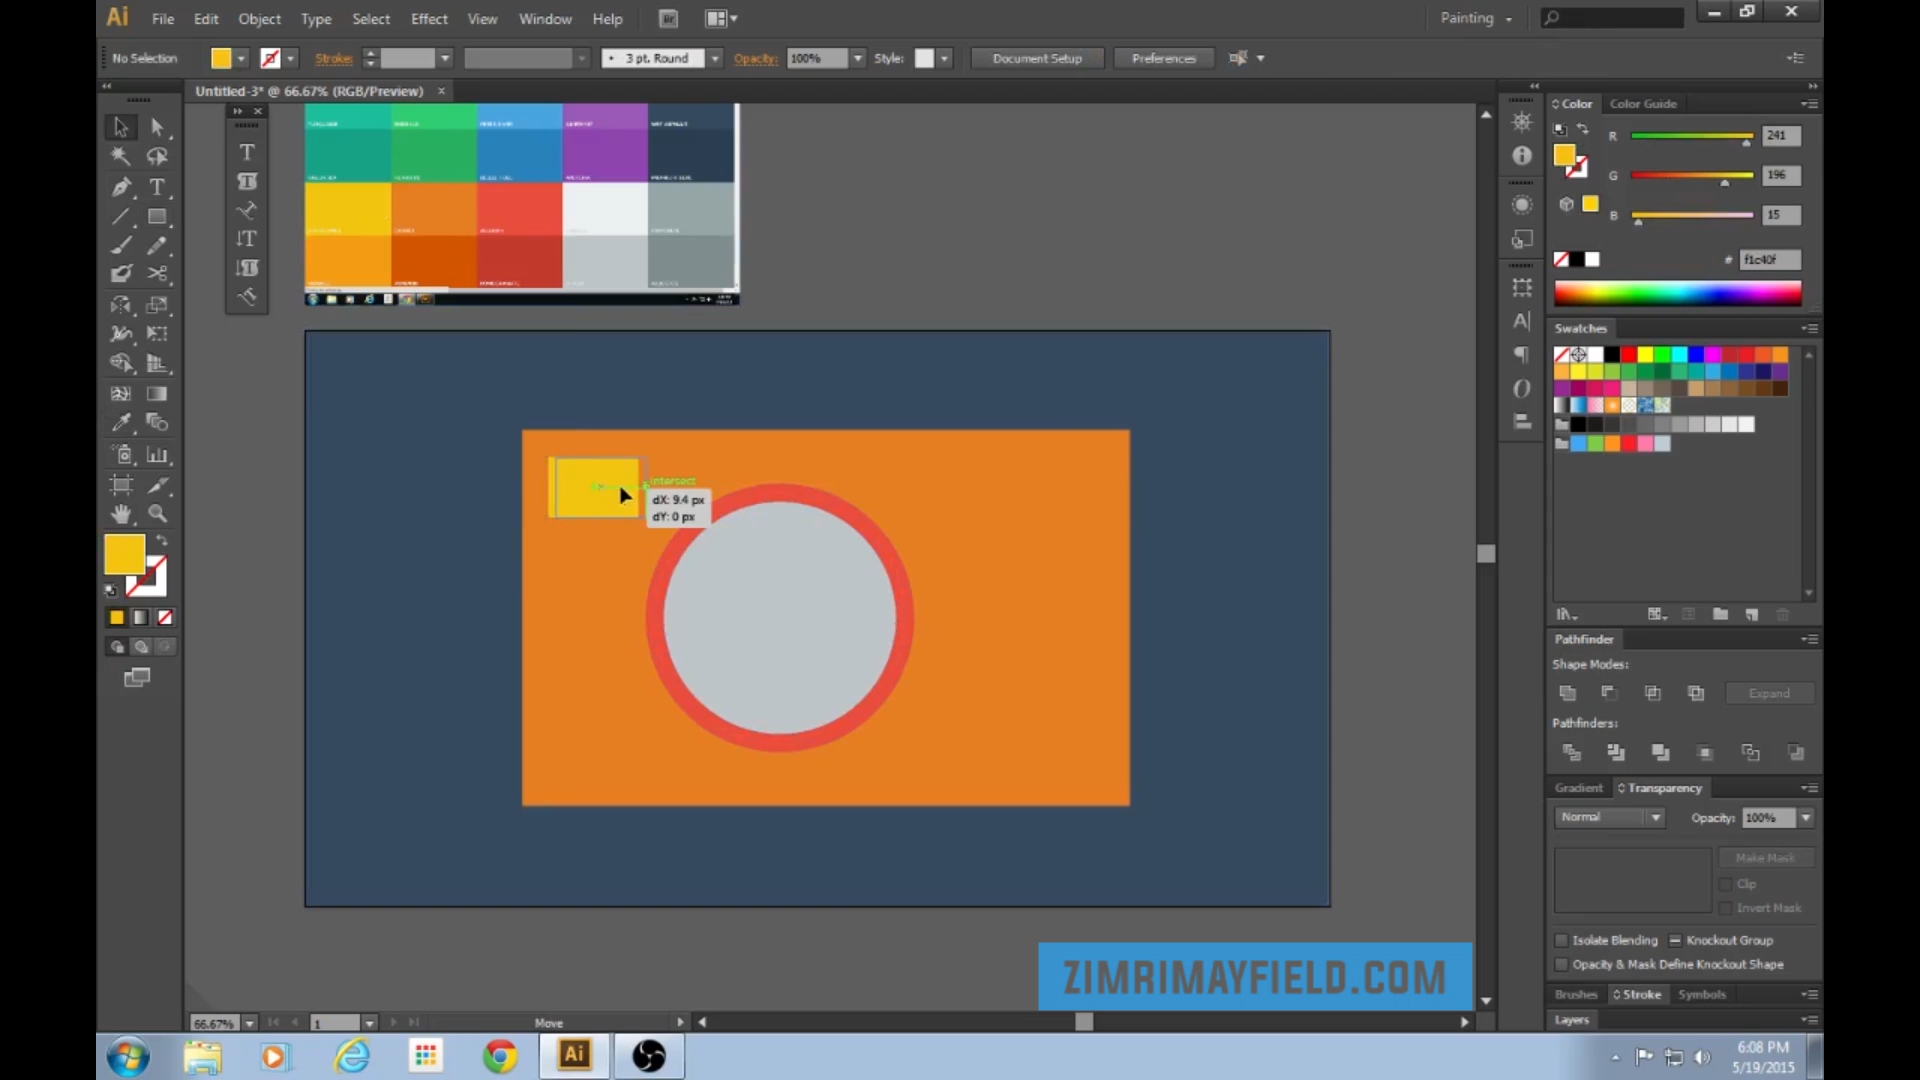 Ai File Edit Object Type Select Effect View Window Help Br Painting
No Selection Stroke: 3 pt. Round Opacity: 100% Style: Document Setup Preferences
Untitled-3* @ 66.67% (RGB/Preview) ×
Color Color Guide
R 241
G 196
B 15
# f1c40f
Swatches
intersect
dX: 9.4 px
dY: 0 px
Pathfinder
Shape Modes:
Expand
Pathfinders:
Gradient Transparency
Normal Opacity: 100%
Make Mask
Clip
Invert Mask
Isolate Blending Knockout Group
Opacity & Mask Define Knockout Shape
Brushes Stroke Symbols
Layers
ZIMRIMAYFIELD.COM
66.67% 1 Move
Ai
6:08 PM
5/19/2015